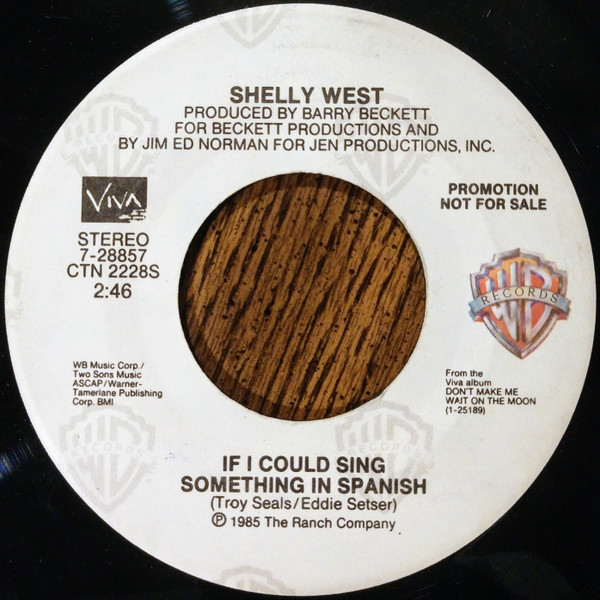 SHELLY WEST
PRODUCED BY BARRY BECKETT
FOR BECKETT PRODUCTIONS AND
BY JIM ED NORMAN FOR JEN PRODUCTIONS, INC.
VIVA
STEREO
7-28857
CTN 2228S
2:46
PROMOTION
NOT FOR SALE
WB
RECORDS
WB Music Corp./
Two Sons Music
ASCAP/Warner-
Tamerlane Publishing
Corp. BMI
From the
Viva album
DON'T MAKE ME
WAIT ON THE MOON
(1-25189)
IF I COULD SING
SOMETHING IN SPANISH
(Troy Seals/Eddie Setser)
℗ 1985 The Ranch Company